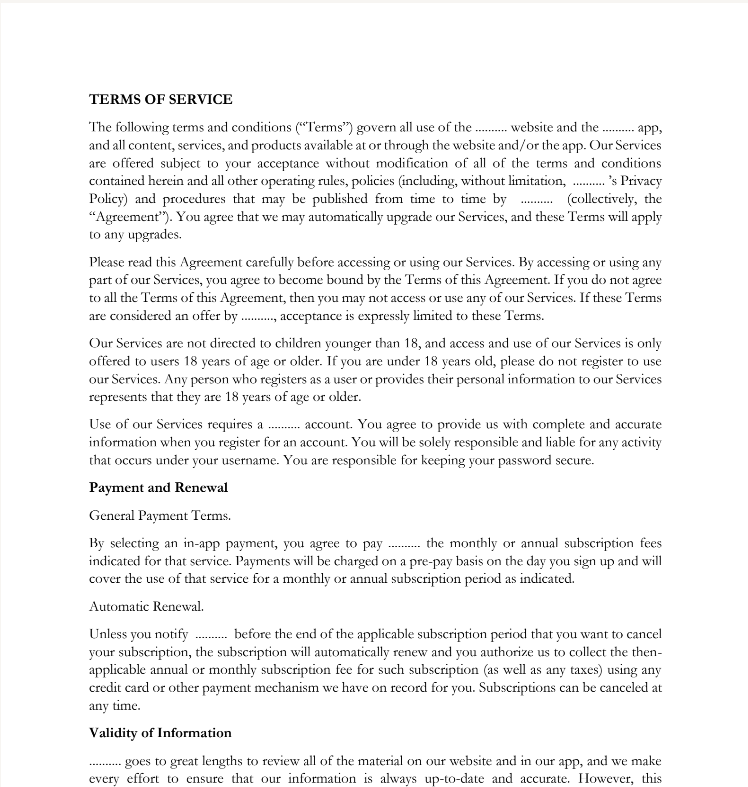 TERMS OF SERVICE
The following terms and conditions (“Terms”) govern all use of the .......... website and the .......... app,
and all content, services, and products available at or through the website and/or the app. Our Services
are offered subject to your acceptance without modification of all of the terms and conditions
contained herein and all other operating rules, policies (including, without limitation, .......... ’s Privacy
Policy) and procedures that may be published from time to time by .......... (collectively, the
“Agreement”). You agree that we may automatically upgrade our Services, and these Terms will apply
to any upgrades.
Please read this Agreement carefully before accessing or using our Services. By accessing or using any
part of our Services, you agree to become bound by the Terms of this Agreement. If you do not agree
to all the Terms of this Agreement, then you may not access or use any of our Services. If these Terms
are considered an offer by .........., acceptance is expressly limited to these Terms.
Our Services are not directed to children younger than 18, and access and use of our Services is only
offered to users 18 years of age or older. If you are under 18 years old, please do not register to use
our Services. Any person who registers as a user or provides their personal information to our Services
represents that they are 18 years of age or older.
Use of our Services requires a .......... account. You agree to provide us with complete and accurate
information when you register for an account. You will be solely responsible and liable for any activity
that occurs under your username. You are responsible for keeping your password secure.
Payment and Renewal
General Payment Terms.
By selecting an in-app payment, you agree to pay .......... the monthly or annual subscription fees
indicated for that service. Payments will be charged on a pre-pay basis on the day you sign up and will
cover the use of that service for a monthly or annual subscription period as indicated.
Automatic Renewal.
Unless you notify .......... before the end of the applicable subscription period that you want to cancel
your subscription, the subscription will automatically renew and you authorize us to collect the then-
applicable annual or monthly subscription fee for such subscription (as well as any taxes) using any
credit card or other payment mechanism we have on record for you. Subscriptions can be canceled at
any time.
Validity of Information
.......... goes to great lengths to review all of the material on our website and in our app, and we make
every effort to ensure that our information is always up-to-date and accurate. However, this